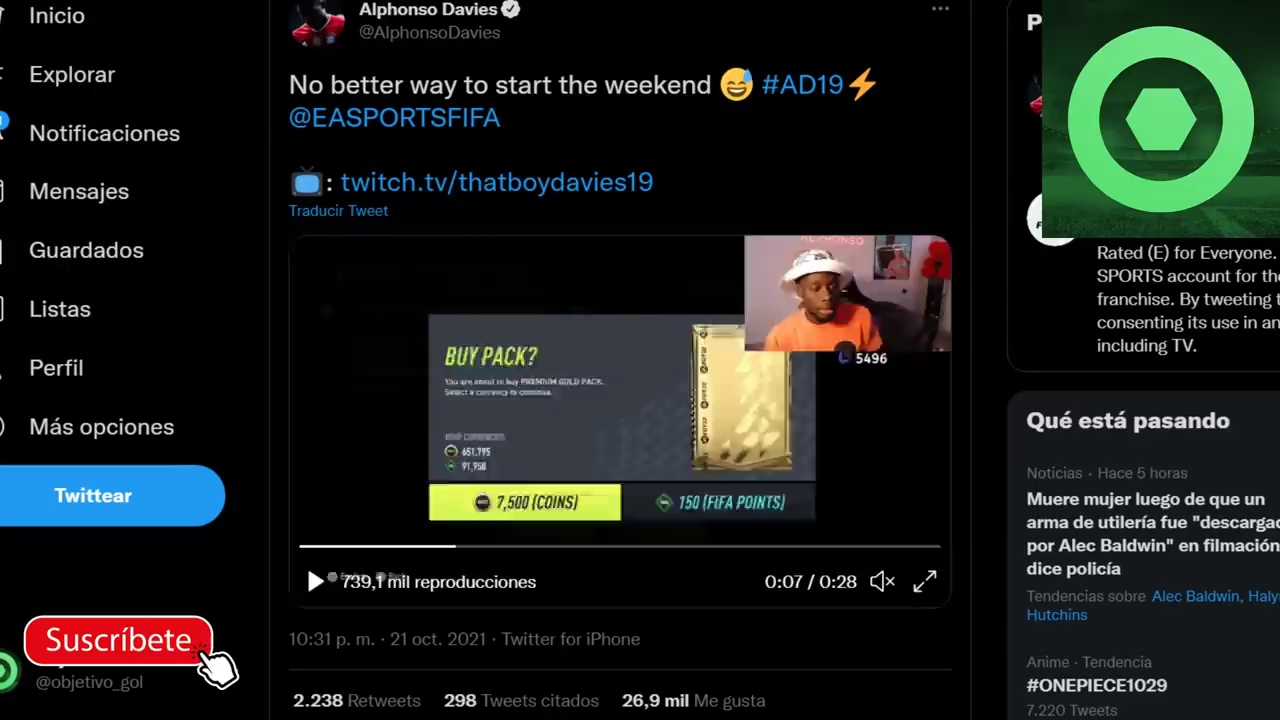 Inicio
Explorar
Notificaciones
Mensajes
Guardados
Listas
Perfil
Más opciones
Twittear
Suscríbete
@objetivo_gol
Alphonso Davies
@AlphonsoDavies
No better way to start the weekend 😅 #AD19⚡
@EASPORTSFIFA
📺: twitch.tv/thatboydavies19
Traducir Tweet
ALPHONSO
5496
BUY PACK?
You are about to buy PREMIUM GOLD PACK.
Select a currency to continue.
651,795
91,950
7,500 (COINS)
150 (FIFA POINTS)
739,1 mil reproducciones
0:07 / 0:28
10:31 p. m. · 21 oct. 2021 · Twitter for iPhone
2.238 Retweets 298 Tweets citados 26,9 mil Me gusta
P
Rated (E) for Everyone.
SPORTS account for the
franchise. By tweeting
consenting its use in an
including TV.
Qué está pasando
Noticias · Hace 5 horas
Muere mujer luego de que un
arma de utilería fue "descargad
por Alec Baldwin" en filmación
dice policía
Tendencias sobre Alec Baldwin, Haly
Hutchins
Anime · Tendencia
#ONEPIECE1029
7.220 Tweets